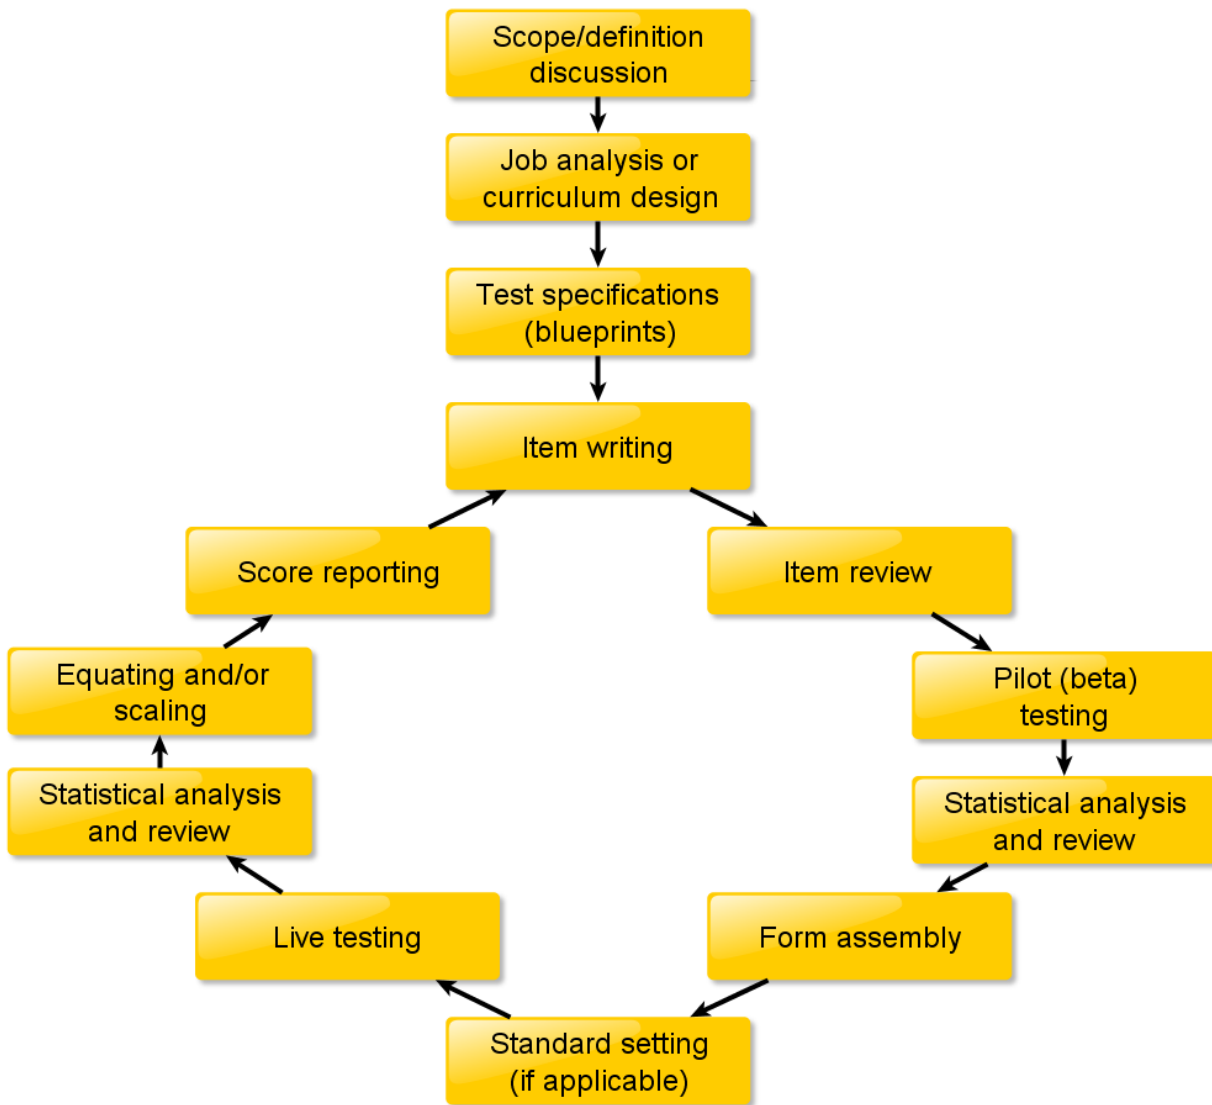 Scope/definition
discussion
Job analysis or
curriculum design
Test specifications
(blueprints)
Item writing
Item review
Pilot (beta)
testing
Statistical analysis
and review
Form assembly
Standard setting
(if applicable)
Live testing
Statistical analysis
and review
Equating and/or
scaling
Score reporting